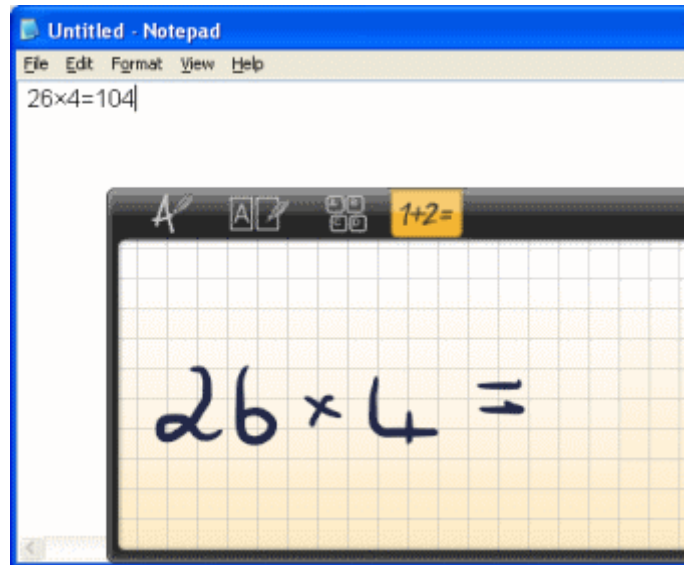 Untitled - Notepad
File Edit Format View Help
26×4=104
A A 1+2=
26 × 4 =